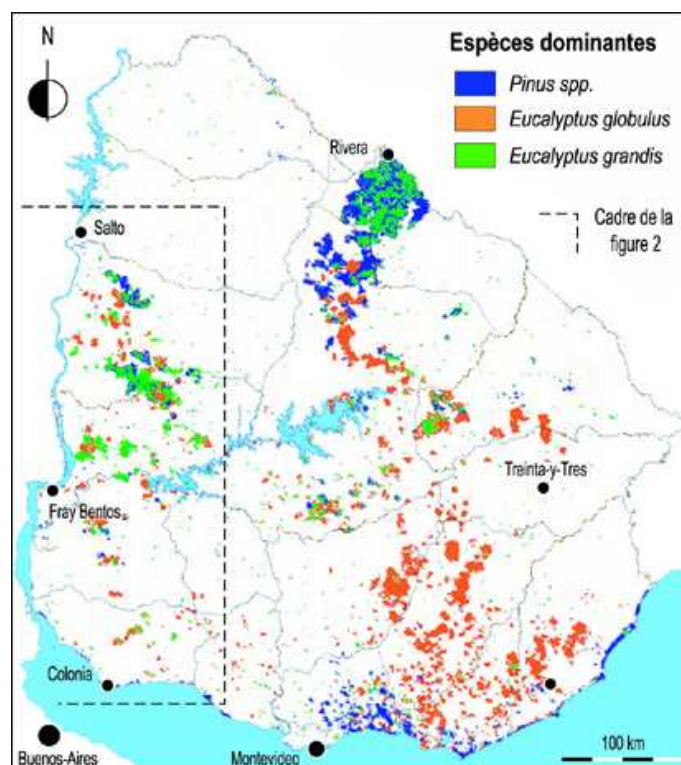 N
Espèces dominantes
Pinus spp.
Eucalyptus globulus
Eucalyptus grandis
Rivera
Cadre de la
figure 2
Salto
Treinta-y-Tres
Fray Bentos
Colonia
Buenos-Aires
Montevideo
100 km